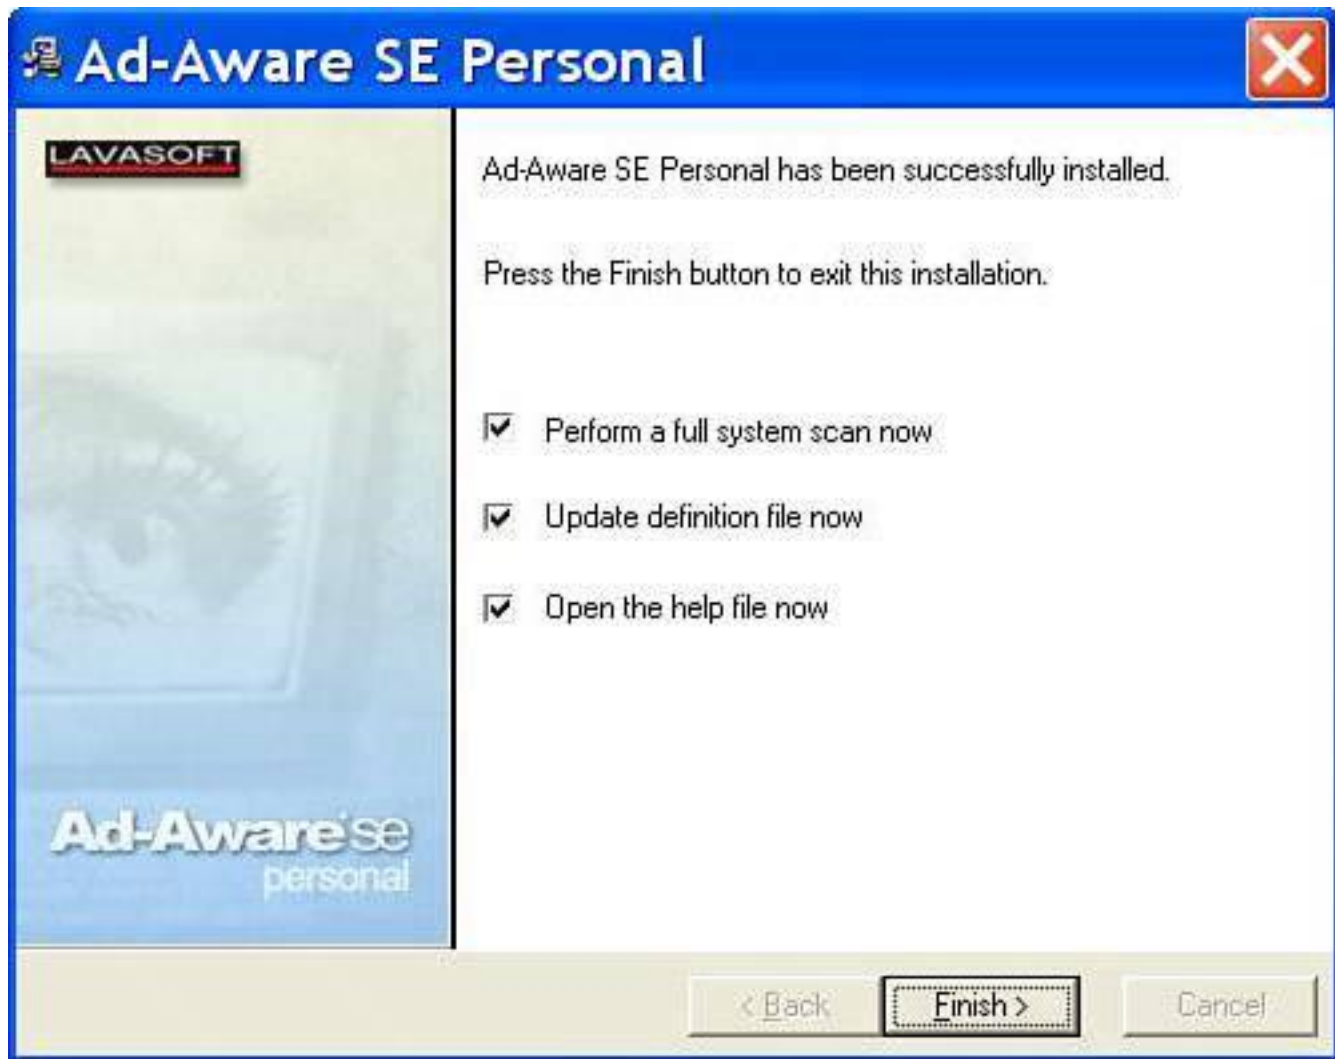 Ad-Aware SE Personal
LAVASOFT
Ad-Aware SE Personal has been successfully installed.
Press the Finish button to exit this installation.
Perform a full system scan now
Update definition file now
Open the help file now
Ad-Aware se
personal
< Back
Finish >
Cancel